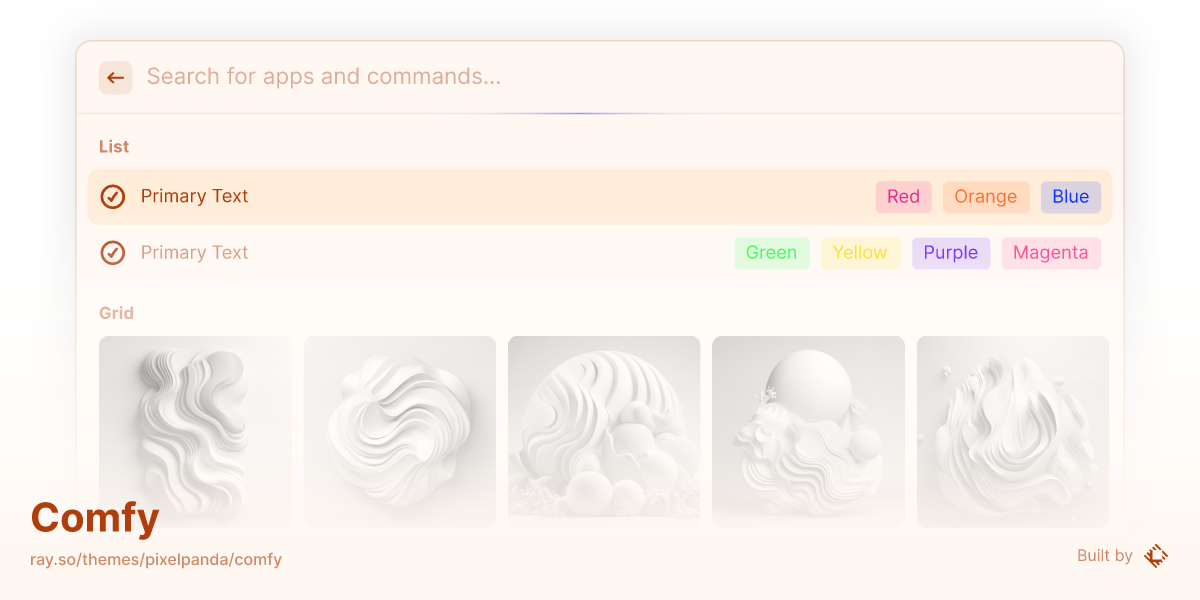 Search for apps and commands...
List
Primary Text Red Orange Blue
Primary Text Green Yellow Purple Magenta
Grid
Comfy
ray.so/themes/pixelpanda/comfy
Built by